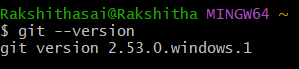 Rakshithasai@Rakshitha MINGW64 ~
$ git --version
git version 2.53.0.windows.1